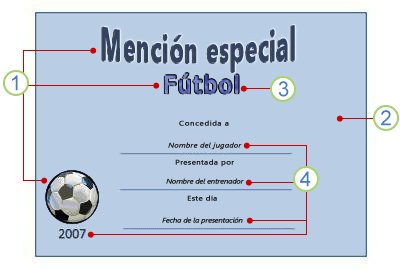 Mención especial
1
Fútbol
3
2
Concedida a
Nombre del jugador
Presentada por
Nombre del entrenador
4
Este día
Fecha de la presentación
2007